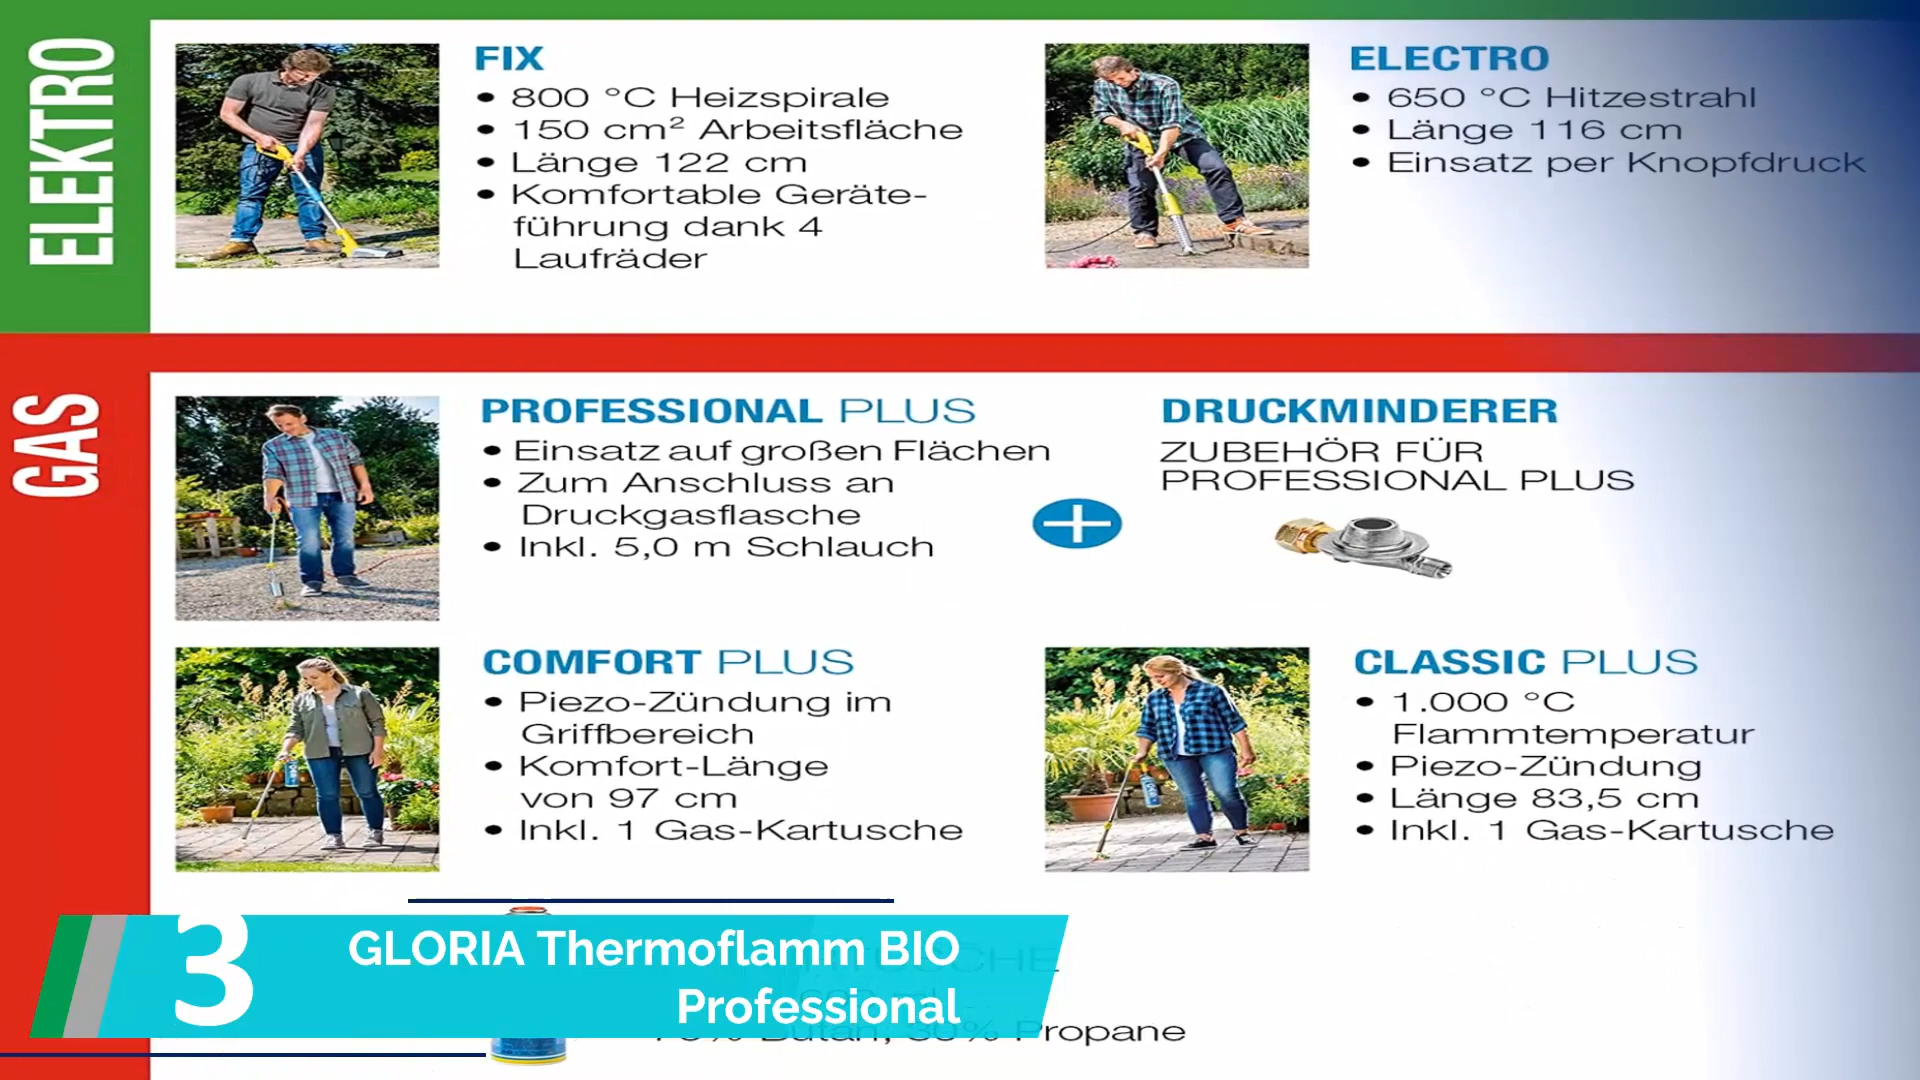 ELEKTRO
FIX
• 800 °C Heizspirale
• 150 cm² Arbeitsfläche
• Länge 122 cm
• Komfortable Geräte-
führung dank 4
Laufräder
ELECTRO
• 650 °C Hitzestrahl
• Länge 116 cm
• Einsatz per Knopfdruck
GAS
PROFESSIONAL PLUS
• Einsatz auf großen Flächen
• Zum Anschluss an
Druckgasflasche
• Inkl. 5,0 m Schlauch
DRUCKMINDERER
ZUBEHÖR FÜR
PROFESSIONAL PLUS
COMFORT PLUS
• Piezo-Zündung im
Griffbereich
• Komfort-Länge
von 97 cm
• Inkl. 1 Gas-Kartusche
CLASSIC PLUS
• 1.000 °C
Flammtemperatur
• Piezo-Zündung
• Länge 83,5 cm
• Inkl. 1 Gas-Kartusche
3
GLORIA Thermoflamm BIO
Professional
Butan, 30% Propane